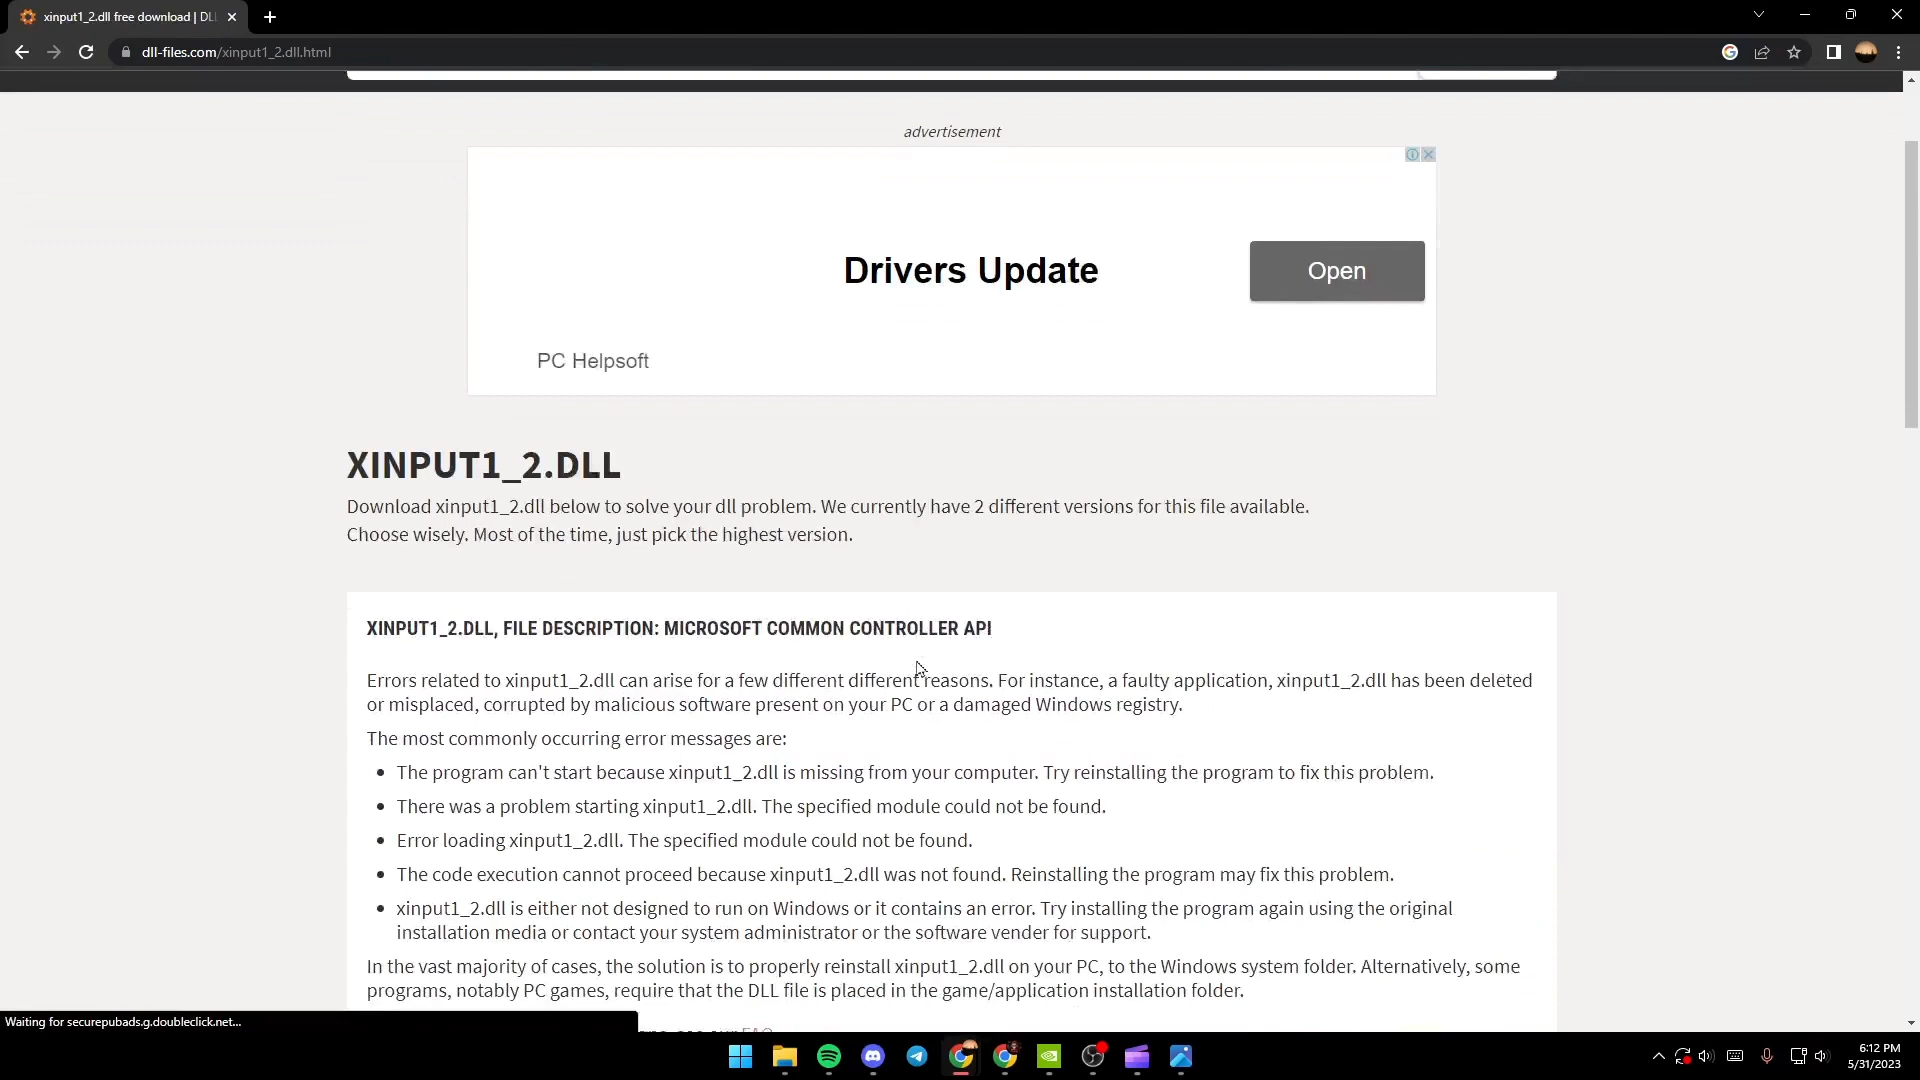 xinput1_2.dll free download | DL
dll-files.com/xinput1_2.dll.html
advertisement
Drivers Update
Open
PC Helpsoft
XINPUT1_2.DLL
Download xinput1_2.dll below to solve your dll problem. We currently have 2 different versions for this file available.
Choose wisely. Most of the time, just pick the highest version.
XINPUT1_2.DLL, FILE DESCRIPTION: MICROSOFT COMMON CONTROLLER API
Errors related to xinput1_2.dll can arise for a few different different reasons. For instance, a faulty application, xinput1_2.dll has been deleted
or misplaced, corrupted by malicious software present on your PC or a damaged Windows registry.
The most commonly occurring error messages are:
• The program can't start because xinput1_2.dll is missing from your computer. Try reinstalling the program to fix this problem.
• There was a problem starting xinput1_2.dll. The specified module could not be found.
• Error loading xinput1_2.dll. The specified module could not be found.
• The code execution cannot proceed because xinput1_2.dll was not found. Reinstalling the program may fix this problem.
• xinput1_2.dll is either not designed to run on Windows or it contains an error. Try installing the program again using the original
installation media or contact your system administrator or the software vender for support.
In the vast majority of cases, the solution is to properly reinstall xinput1_2.dll on your PC, to the Windows system folder. Alternatively, some
programs, notably PC games, require that the DLL file is placed in the game/application installation folder.
Waiting for securepubads.g.doubleclick.net...
6:12 PM
5/31/2023